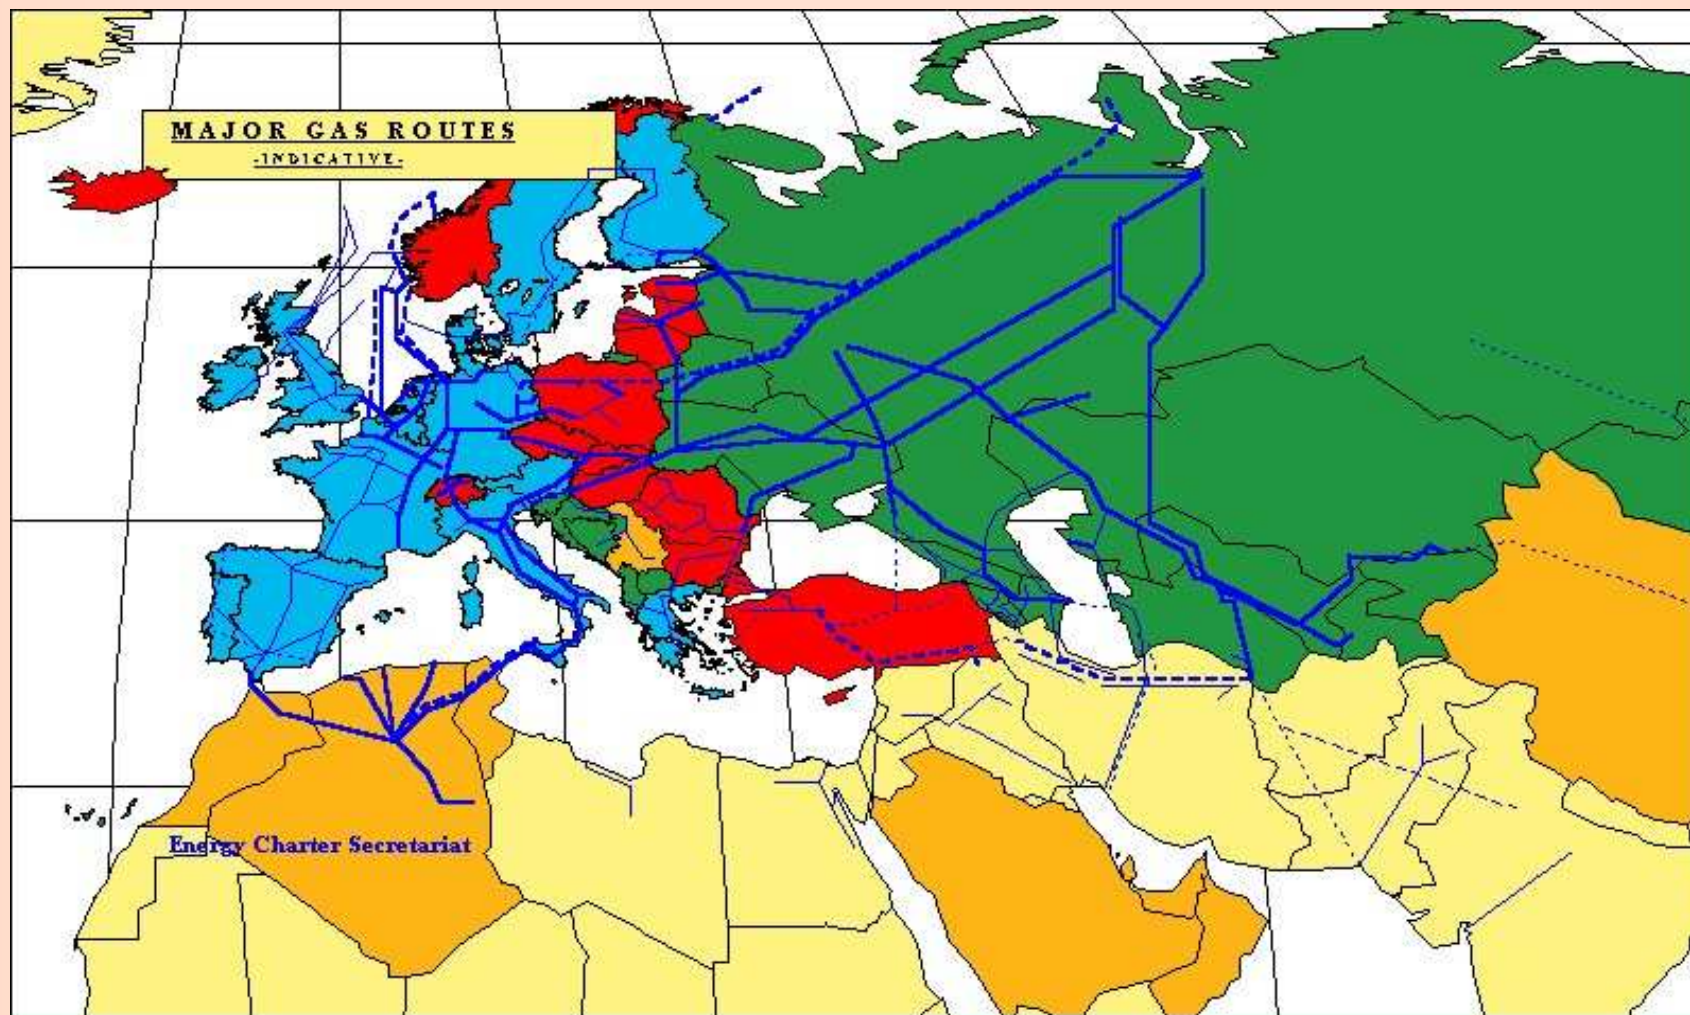 MAJOR GAS ROUTES
-INDICATIVE-
Energy Charter Secretariat